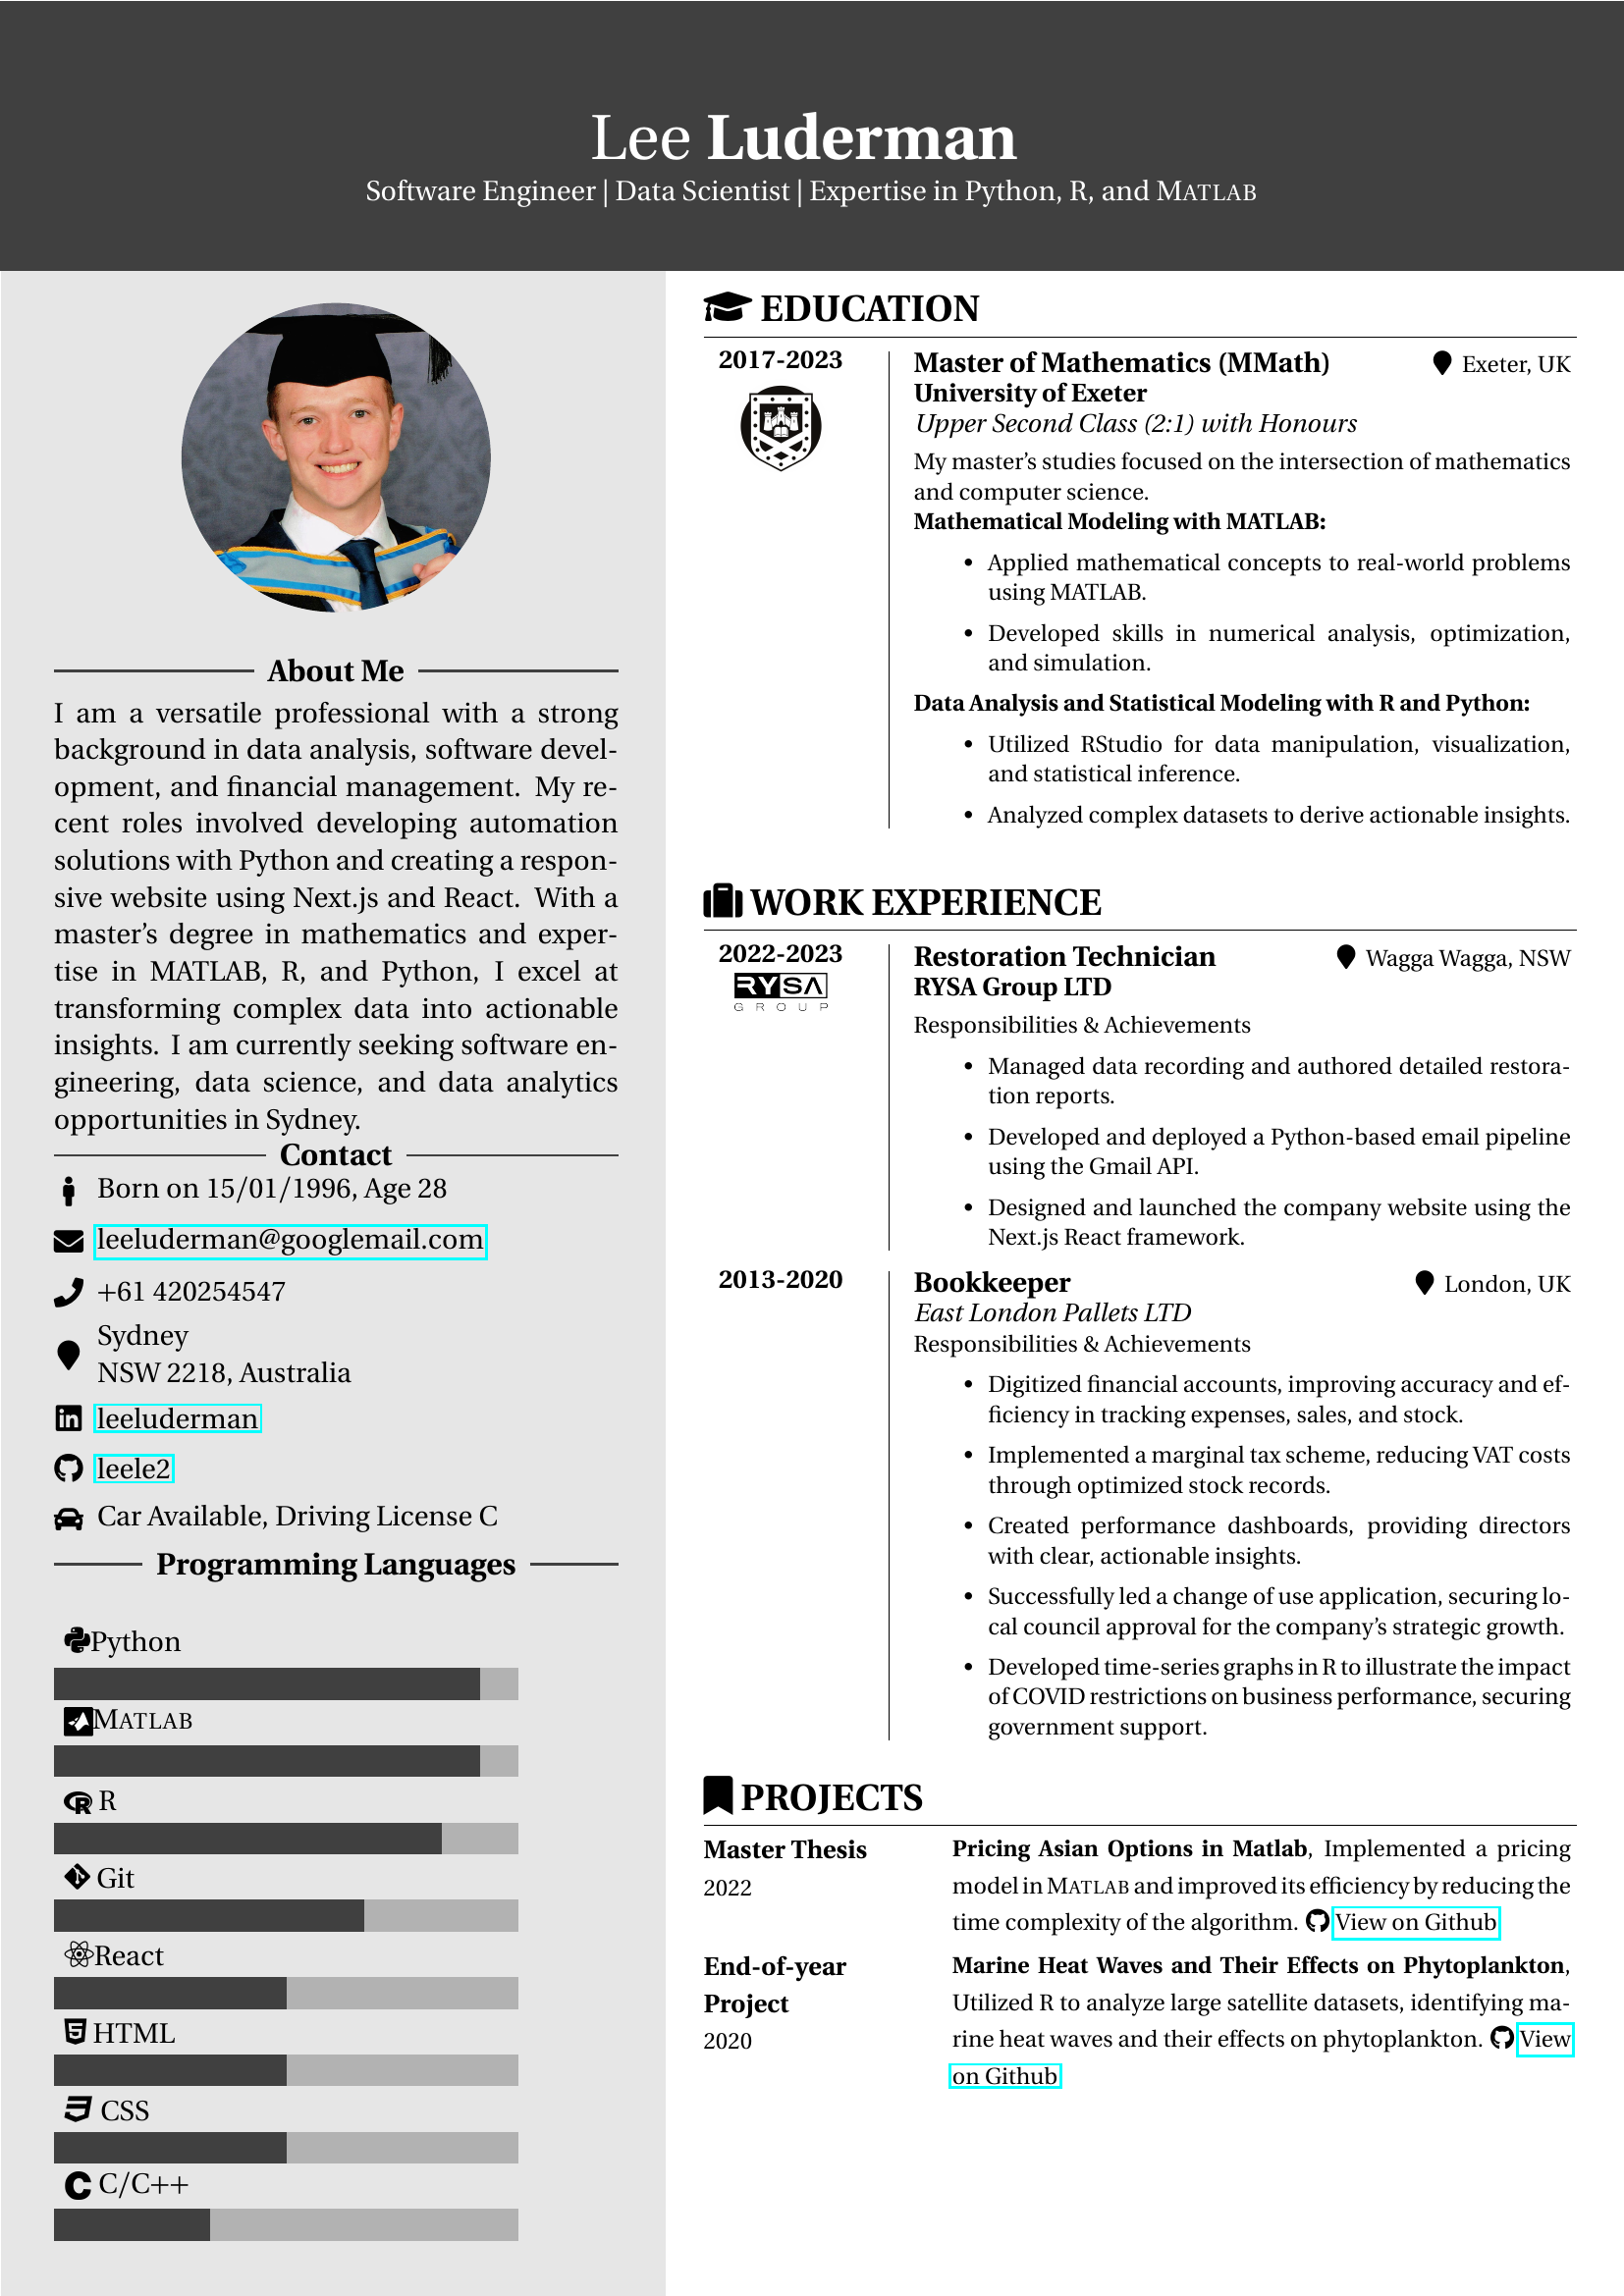 Lee Luderman
Software Engineer | Data Scientist | Expertise in Python, R, and MATLAB
About Me
I am a versatile professional with a strong
background in data analysis, software devel-
opment, and financial management. My re-
cent roles involved developing automation
solutions with Python and creating a respon-
sive website using Next.js and React. With a
master's degree in mathematics and exper-
tise in MATLAB, R, and Python, I excel at
transforming complex data into actionable
insights. I am currently seeking software en-
gineering, data science, and data analytics
opportunities in Sydney.
Contact
Born on 15/01/1996, Age 28
leeluderman@googlemail.com
+61 420254547
Sydney
NSW 2218, Australia
leeluderman
leele2
Car Available, Driving License C
Programming Languages
Python
MATLAB
R
Git
React
HTML
CSS
C/C++
EDUCATION
2017-2023
Master of Mathematics (MMath)
Exeter, UK
University of Exeter
Upper Second Class (2:1) with Honours
My master's studies focused on the intersection of mathematics
and computer science.
Mathematical Modeling with MATLAB:
• Applied mathematical concepts to real-world problems
using MATLAB.
• Developed skills in numerical analysis, optimization,
and simulation.
Data Analysis and Statistical Modeling with R and Python:
• Utilized RStudio for data manipulation, visualization,
and statistical inference.
• Analyzed complex datasets to derive actionable insights.
WORK EXPERIENCE
2022-2023
RYSA
GROUP
Restoration Technician
Wagga Wagga, NSW
RYSA Group LTD
Responsibilities & Achievements
• Managed data recording and authored detailed restora-
tion reports.
• Developed and deployed a Python-based email pipeline
using the Gmail API.
• Designed and launched the company website using the
Next.js React framework.
2013-2020
Bookkeeper
London, UK
East London Pallets LTD
Responsibilities & Achievements
• Digitized financial accounts, improving accuracy and ef-
ficiency in tracking expenses, sales, and stock.
• Implemented a marginal tax scheme, reducing VAT costs
through optimized stock records.
• Created performance dashboards, providing directors
with clear, actionable insights.
• Successfully led a change of use application, securing lo-
cal council approval for the company's strategic growth.
• Developed time-series graphs in R to illustrate the impact
of COVID restrictions on business performance, securing
government support.
PROJECTS
Master Thesis
2022
Pricing Asian Options in Matlab, Implemented a pricing
model in MATLAB and improved its efficiency by reducing the
time complexity of the algorithm. View on Github
End-of-year
Project
2020
Marine Heat Waves and Their Effects on Phytoplankton,
Utilized R to analyze large satellite datasets, identifying ma-
rine heat waves and their effects on phytoplankton. View
on Github